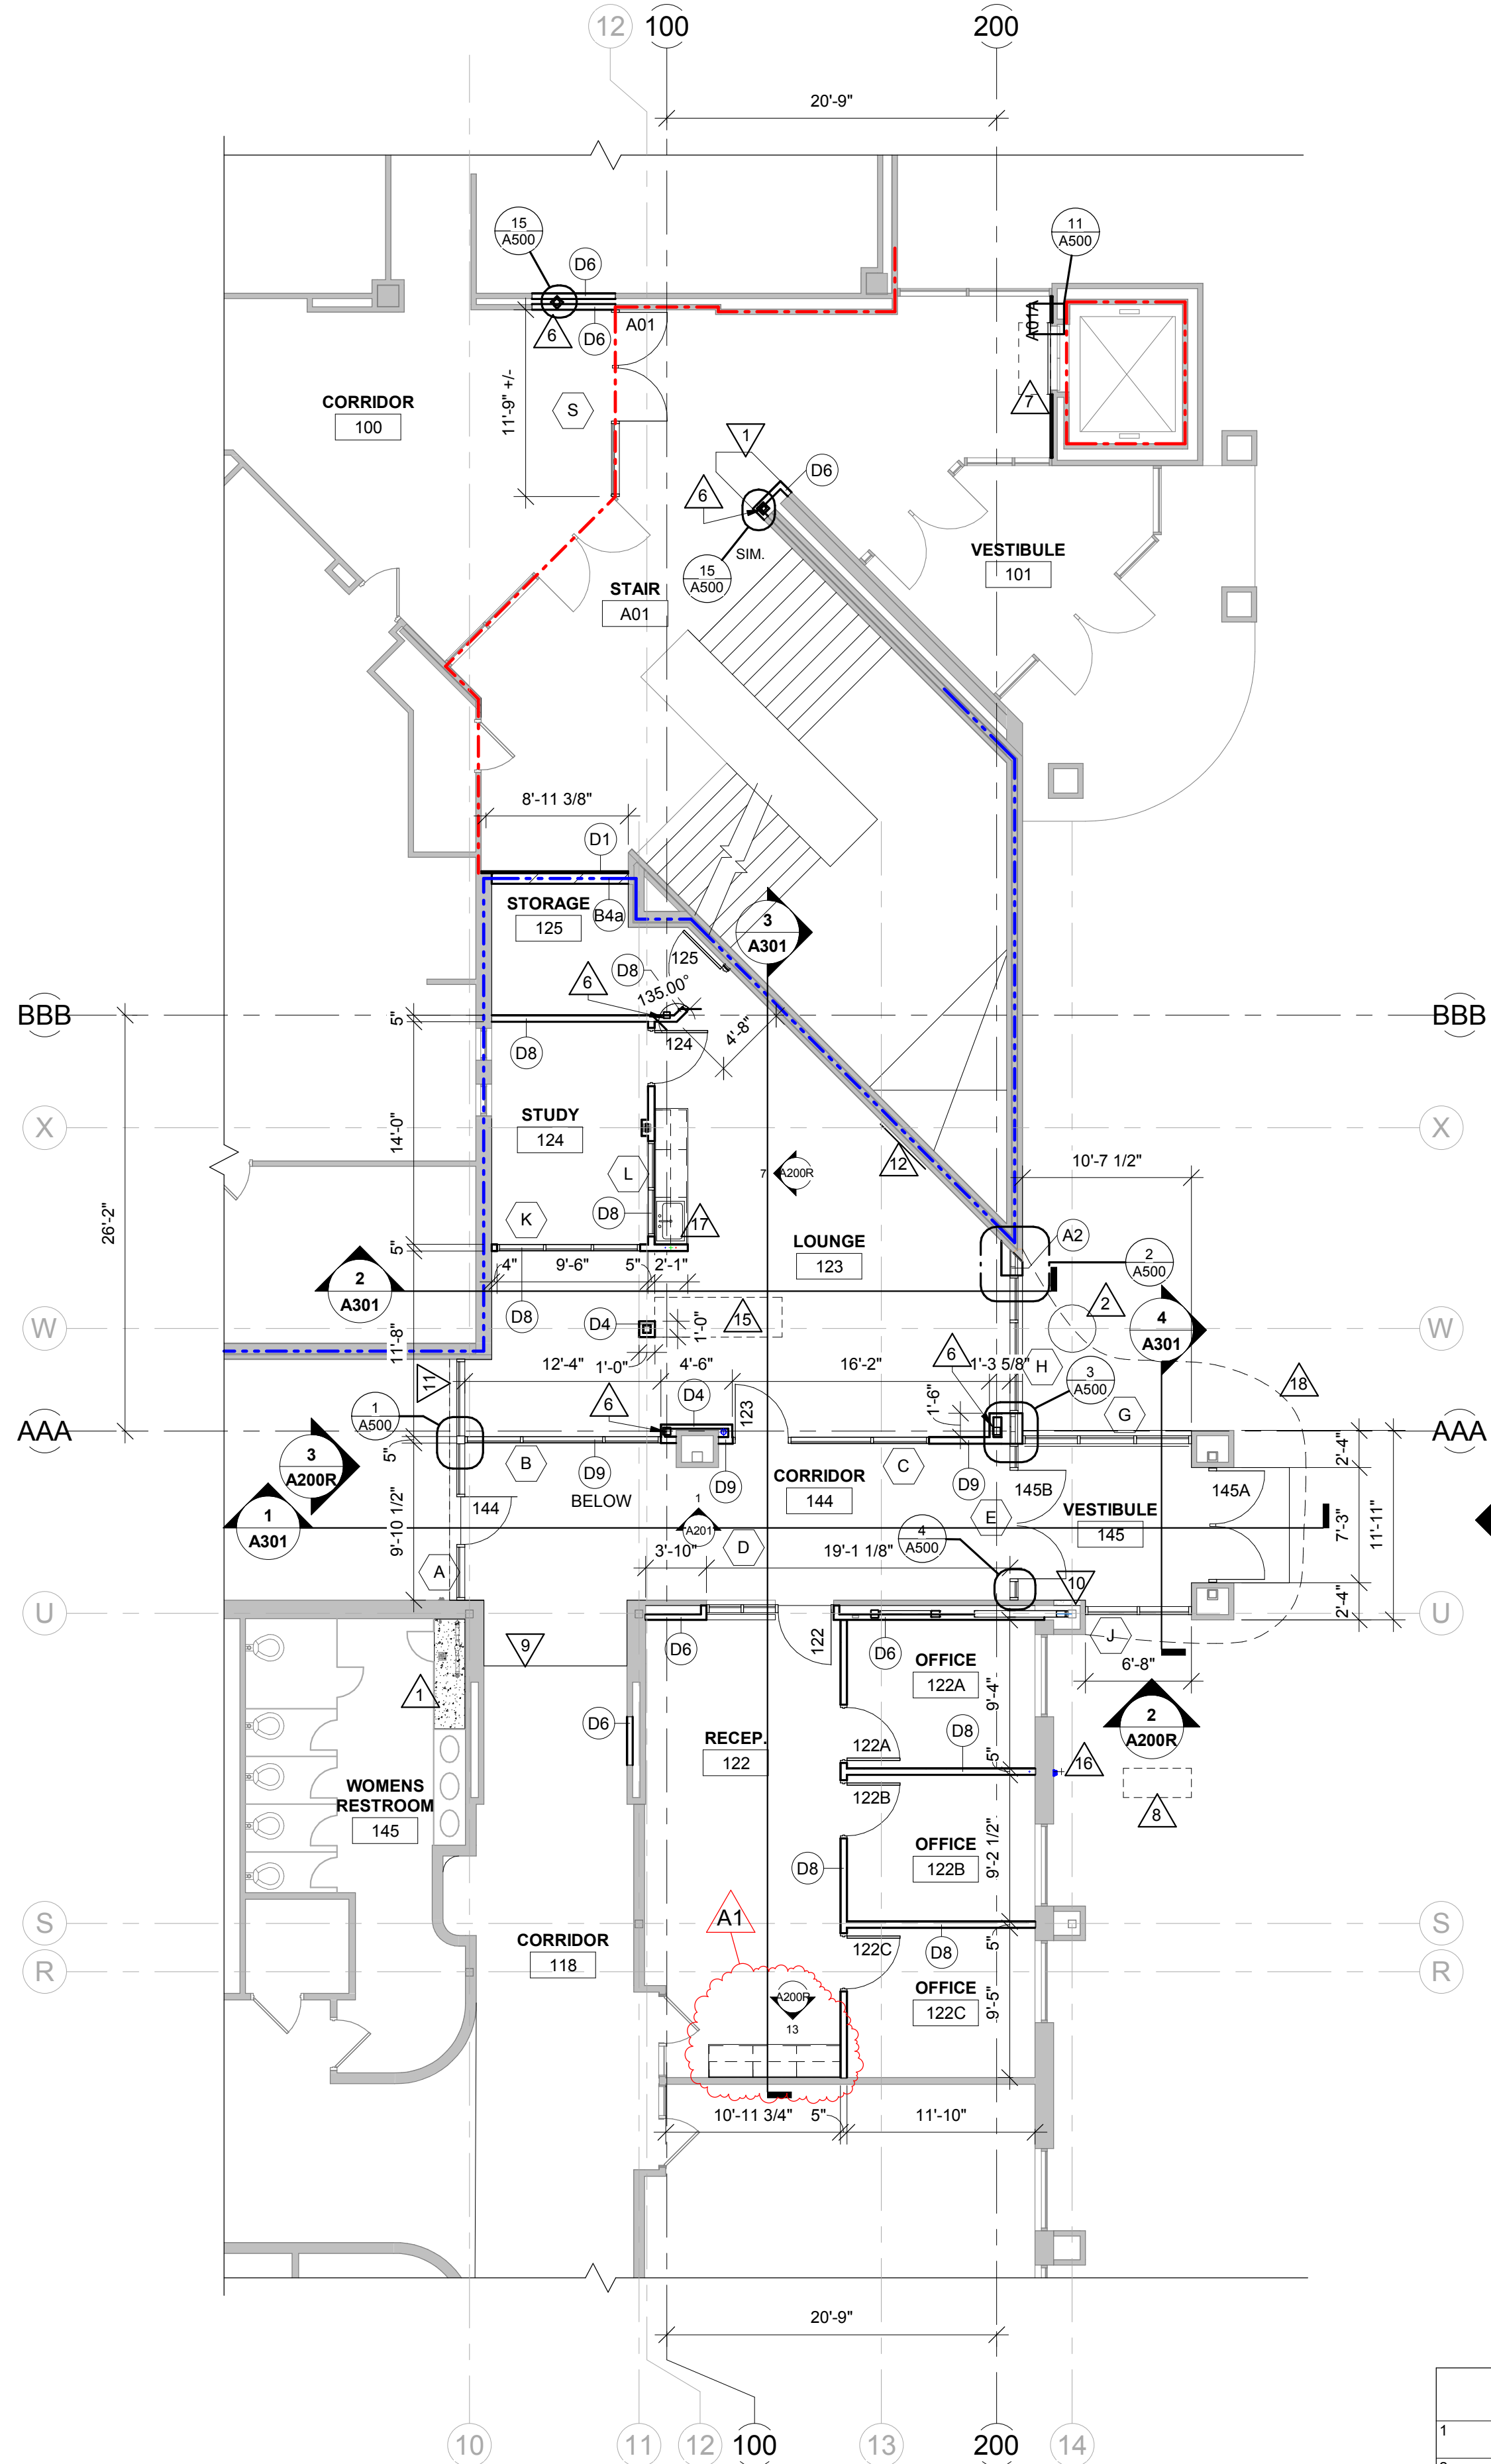 12
100
200
20'-9"
15
A500
D6
11
A500
A01
A01A
6
D6
7
CORRIDOR
100
11'-9" +/-
S
1
D6
6
SIM.
15
A500
VESTIBULE
101
STAIR
A01
8'-11 3/8"
D1
STORAGE
125
B4a
3
A301
D8
125
6
135.00°
BBB
BBB
5"
D8
124
4'-8"
STUDY
124
X
X
14'-0"
12
10'-7 1/2"
7
A200R
L
26'-2"
K
D8
17
LOUNGE
123
A2
5"
4"
9'-6"
5"
2'-1"
2
A500
2
A301
D8
2
4
A301
W
W
D4
1'-0"
15
11'-8"
12'-4"
1'-0"
4'-6"
16'-2"
6
1'-3 5/8"
H
11
3
A500
18
6
D4
123
1'-6"
G
1
A500
AAA
AAA
5"
3
A200R
B
D9
BELOW
D9
CORRIDOR
144
C
D9
2'-4"
144
145B
145A
VESTIBULE
145
E
1
A301
1
A201
D
4
A500
7'-3"
11'-11"
9'-10 1/2"
3'-10"
19'-1 1/8"
A
10
U
U
2'-4"
9
D6
122
D6
J
6'-8"
OFFICE
122A
9'-4"
1
2
A200R
D6
RECEP.
122
D8
122A
5"
16
WOMENS
RESTROOM
145
122B
8
OFFICE
122B
9'-2 1/2"
D8
A1
S
S
CORRIDOR
118
122C
D8
5"
R
R
OFFICE
122C
9'-5"
A200R
13
10'-11 3/4"
5"
11'-10"
20'-9"
10
11
12
100
13
200
14
1